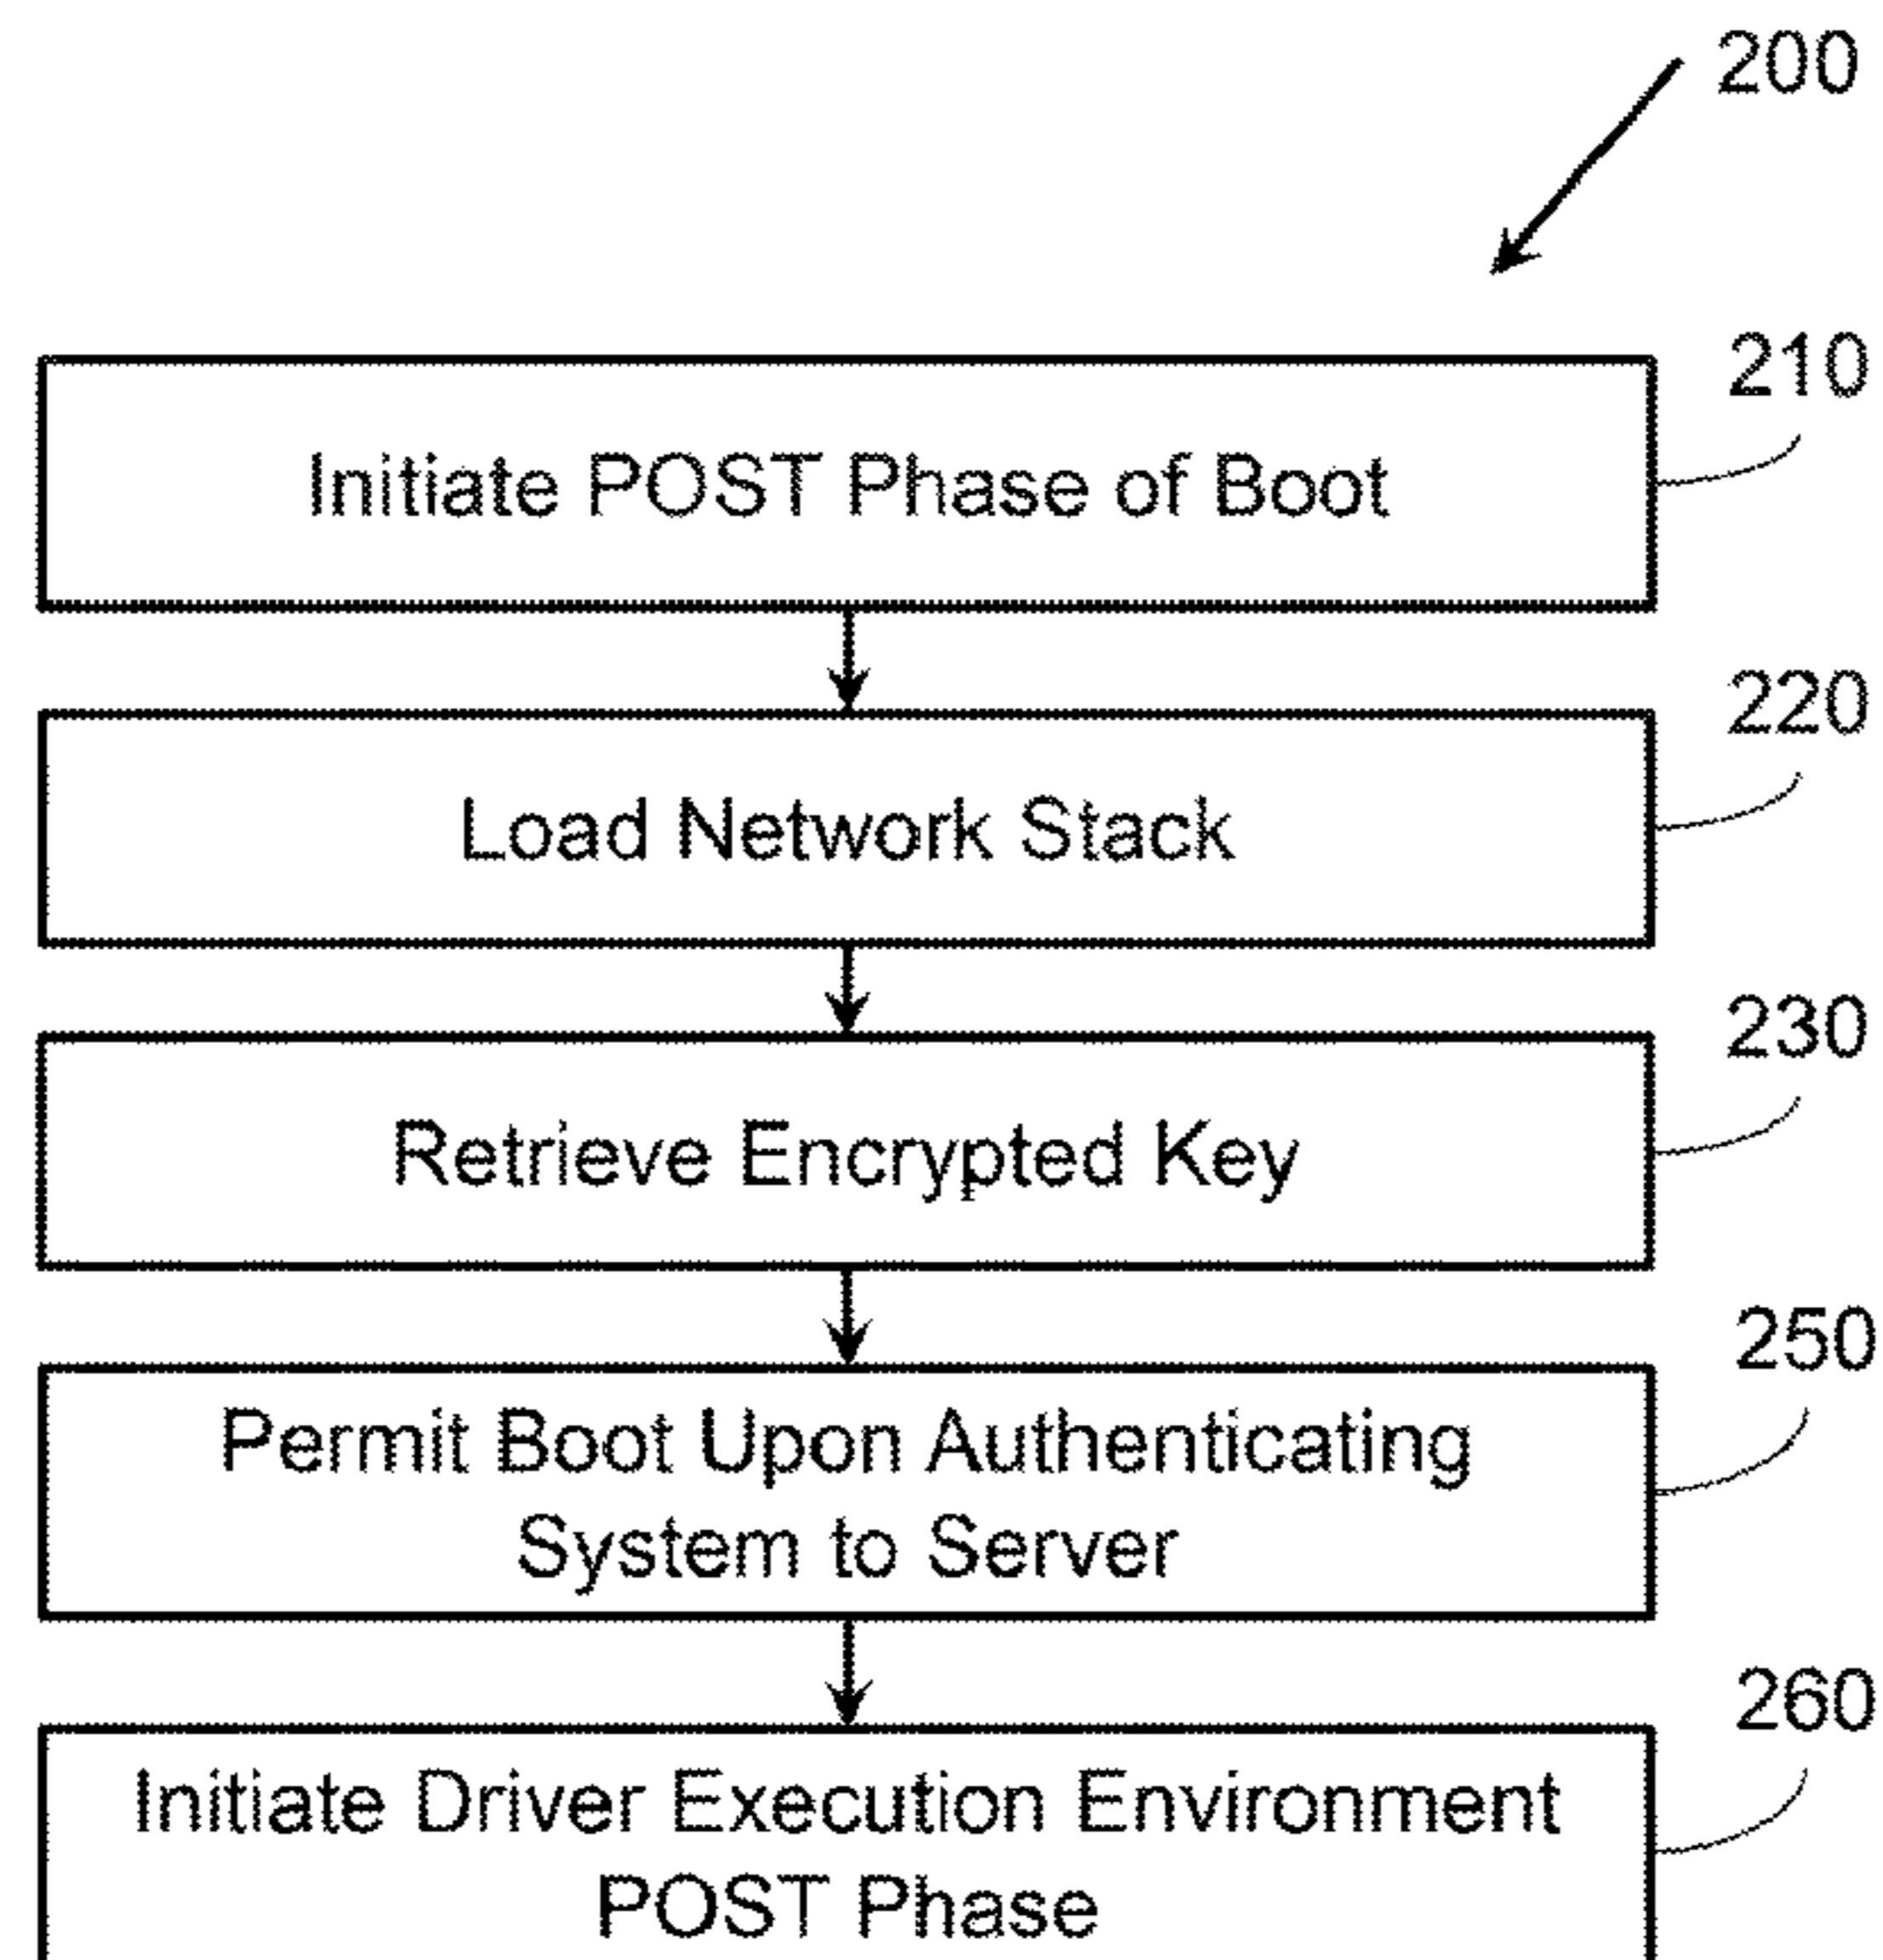 200
210
Initiate POST Phase of Boot
220
Load Network Stack
230
Retrieve Encrypted Key
250
Permit Boot Upon Authenticating
System to Server
260
Initiate Driver Execution Environment
POST Phase